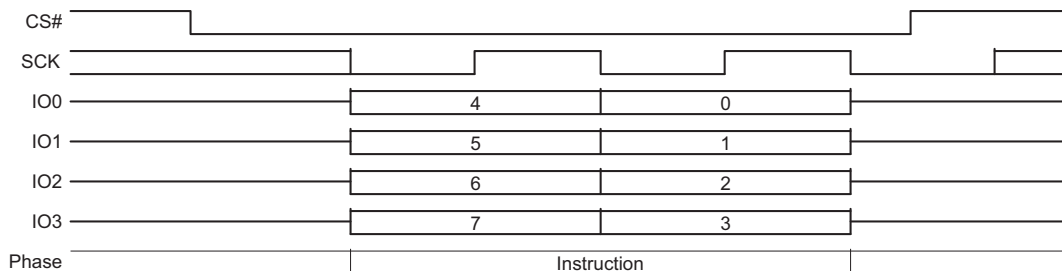 CS#
SCK
IO0 4 0
IO1 5 1
IO2 6 2
IO3 7 3
Phase Instruction